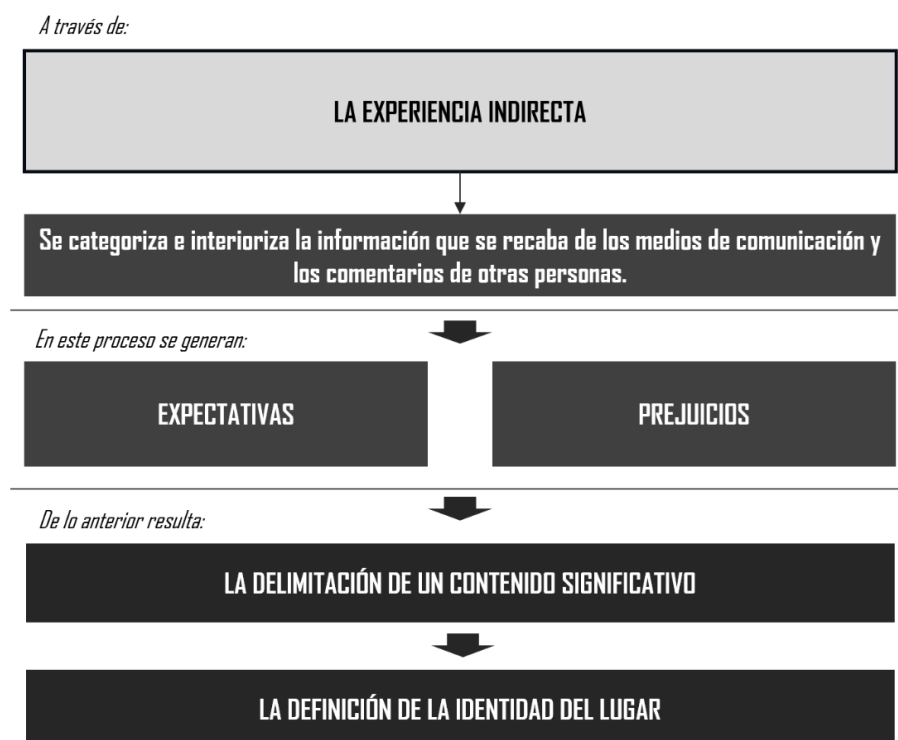 A través de:
LA EXPERIENCIA INDIRECTA
Se categoriza e interioriza la información que se recaba de los medios de comunicación y
los comentarios de otras personas.
En este proceso se generan:
EXPECTATIVAS
PREJUICIOS
De lo anterior resulta:
LA DELIMITACIÓN DE UN CONTENIDO SIGNIFICATIVO
LA DEFINICIÓN DE LA IDENTIDAD DEL LUGAR